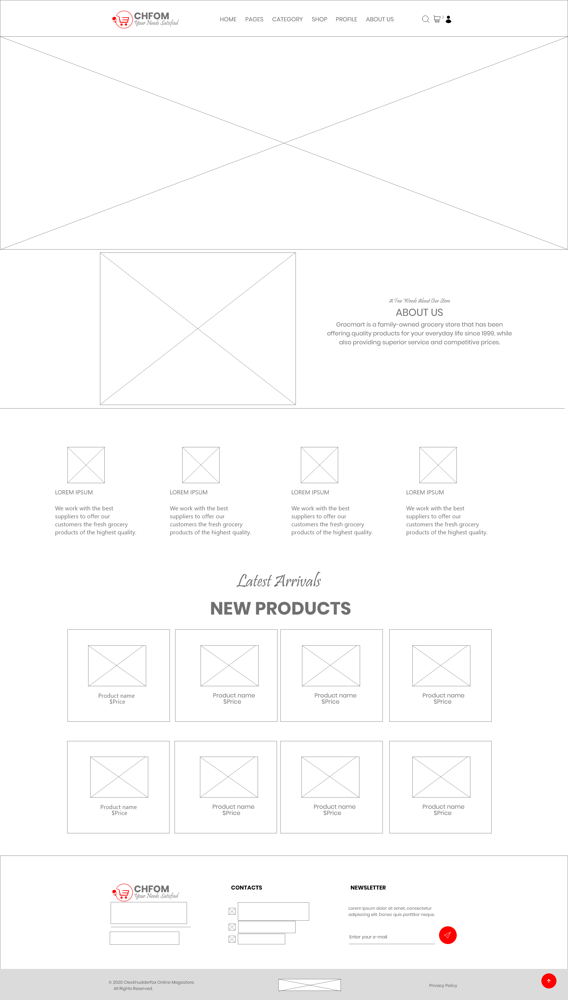 CHFOM
Your Needs Satisfied
HOME PAGES CATEGORY SHOP PROFILE ABOUT US
2
A Few Words About Our Store
ABOUT US
Grocmart is a family-owned grocery store that has been
offering quality products for your everyday life since 1999, while
also providing superior service and competitive prices.
LOREM IPSUM
We work with the best
suppliers to offer our
customers the fresh grocery
products of the highest quality.
LOREM IPSUM
We work with the best
suppliers to offer our
customers the fresh grocery
products of the highest quality.
LOREM IPSUM
We work with the best
suppliers to offer our
customers the fresh grocery
products of the highest quality.
LOREM IPSUM
We work with the best
suppliers to offer our
customers the fresh grocery
products of the highest quality.
Latest Arrivals
NEW PRODUCTS
Product name
$Price
Product name
$Price
Product name
$Price
Product name
$Price
Product name
$Price
Product name
$Price
Product name
$Price
Product name
$Price
CHFOM
Your Needs Satisfied
CONTACTS
NEWSLETTER
Lorem ipsum dolor sit amet, consectetur
adipiscing elit. Donec quis porttitor neque.
Enter your e-mail
© 2020 Cleckhudderfax Online Megastore.
All Rights Reserved.
Privacy Policy